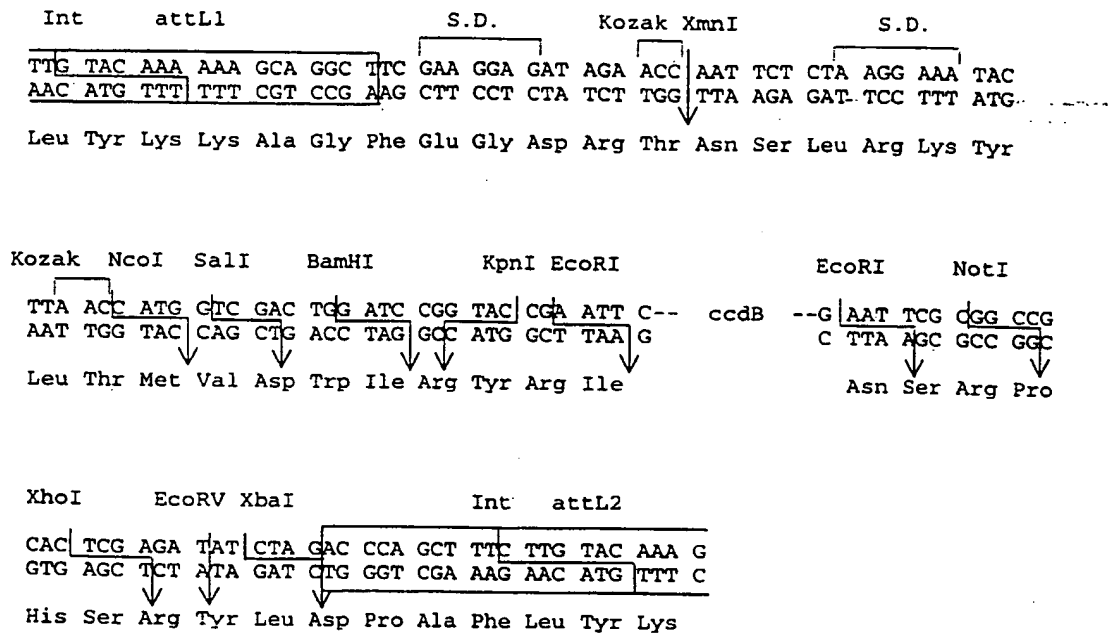 Int attL1 S.D. Kozak XmnI S.D.
TTG TACAAA AAA GCA GGC TTC GAA GGA GAT AGA ACC AAT TCT CTA AGG AAA TAC
AAC ATG TTT TTT CGT CCG AAG CTT CCT CTA TCT TGG TTA AGA GAT TCC TTT ATG
Leu Tyr Lys Lys Ala Gly Phe Glu Gly Asp Arg Thr Asn Ser Leu Arg Lys Tyr
Kozak NcoI SalI BamHI KpnI EcoRI EcoRI NotI
TTA ACC ATG GTC GAC TGG ATC CGG TAC CGA ATT C-- ccdB --G AAT TCG CGG CCG
AAT TGG TAC CAG CTG ACC TAG GCC ATG GCT TAA G C TTA AGC GCC GGC
Leu Thr Met Val Asp Trp Ile Arg Tyr Arg Ile Asn Ser Arg Pro
XhoI EcoRV XbaI Int attL2
CAC TCG AGA TAT CTAG ACC CAGCTT TTC TTG TAC AAA G
GTG AGC TCT ATA GAT CTG GGT CGA AAG AAC ATG TTT C
His Ser Arg Tyr Leu Asp Pro Ala Phe Leu Tyr Lys